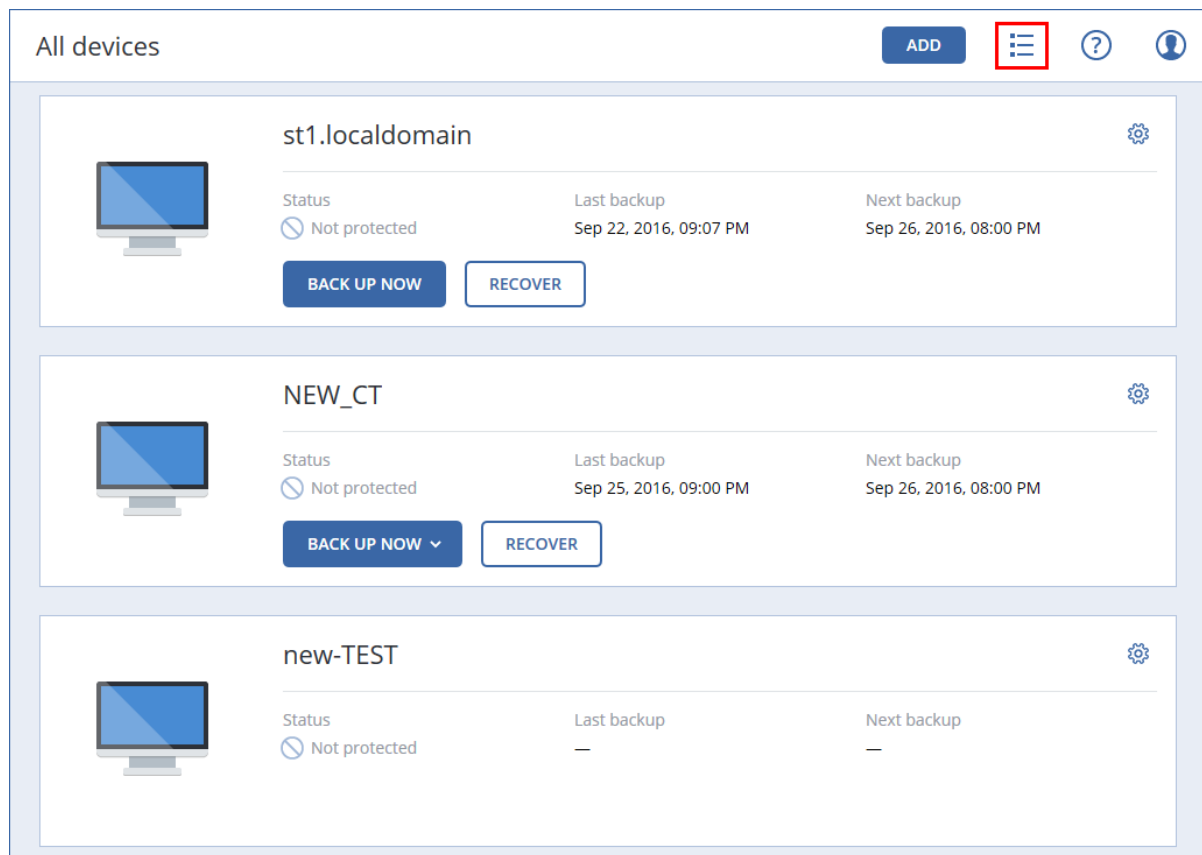 All devices
ADD
?
st1.localdomain
Status Last backup Next backup
Not protected Sep 22, 2016, 09:07 PM Sep 26, 2016, 08:00 PM
BACK UP NOW RECOVER
NEW_CT
Status Last backup Next backup
Not protected Sep 25, 2016, 09:00 PM Sep 26, 2016, 08:00 PM
BACK UP NOW RECOVER
new-TEST
Status Last backup Next backup
Not protected — —